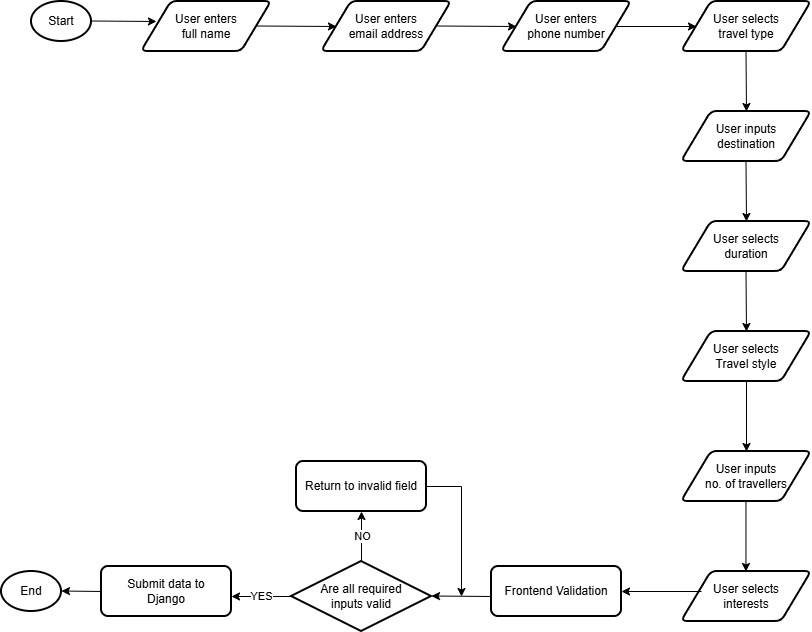 Start
User enters
full name
User enters
email address
User enters
phone number
User selects
travel type
User inputs
destination
User selects
duration
User selects
Travel style
User inputs
no. of travellers
User selects
interests
Frontend Validation
Are all required
inputs valid
NO
Return to invalid field
YES
Submit data to
Django
End